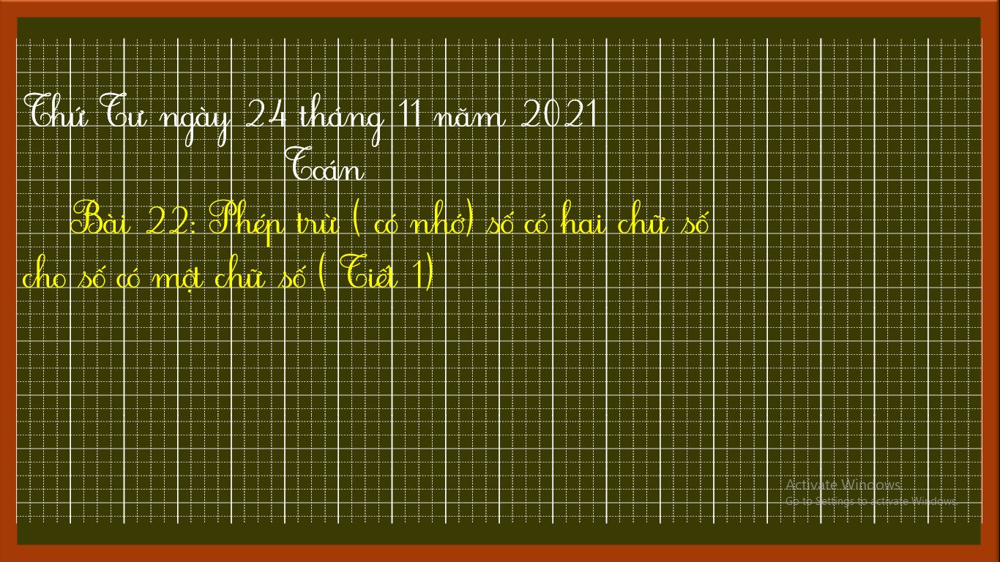 Thứ Tư ngày 24 tháng 11 năm 2021
Toán
Bài 22: Phép trừ ( có nhớ) số có hai chữ số
cho số có một chữ số ( Tiết 1)
Activate Windows
Go to Settings to activate Windows.